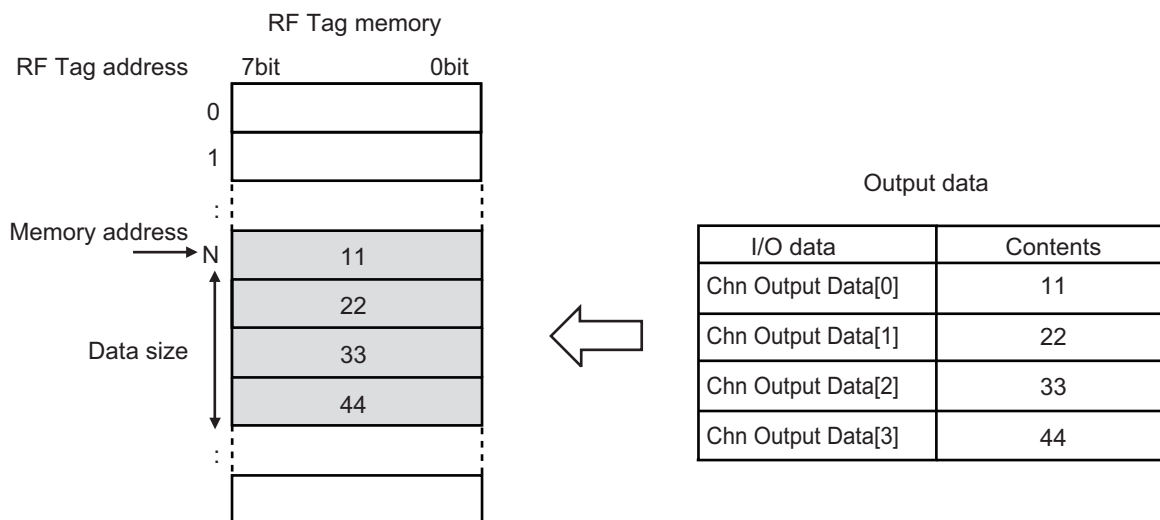 RF Tag memory
RF Tag address 7bit 0bit
0
1
:
Memory address
N 11
22
Data size 33
44
:
Output data
I/O data Contents
Chn Output Data[0] 11
Chn Output Data[1] 22
Chn Output Data[2] 33
Chn Output Data[3] 44